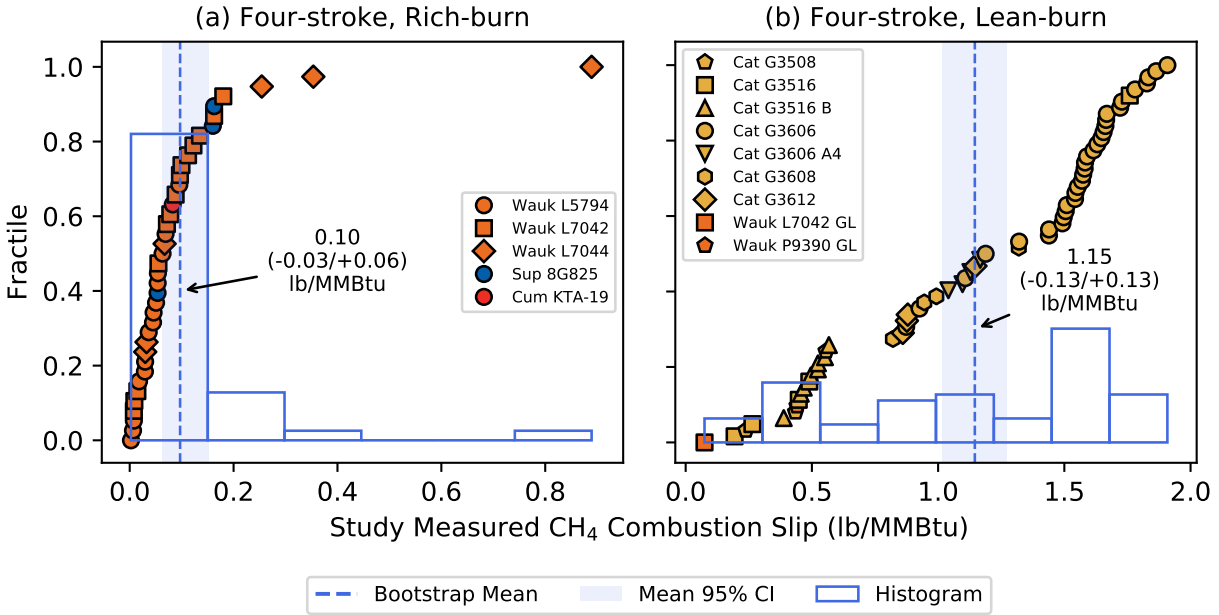 (a) Four-stroke, Rich-burn
(b) Four-stroke, Lean-burn
Fractile
1.0
0.8
0.6
0.4
0.2
0.0
0.10
(-0.03/+0.06)
lb/MMBtu
Wauk L5794
Wauk L7042
Wauk L7044
Sup 8G825
Cum KTA-19
0.0 0.2 0.4 0.6 0.8
Cat G3508
Cat G3516
Cat G3516 B
Cat G3606
Cat G3606 A4
Cat G3608
Cat G3612
Wauk L7042 GL
Wauk P9390 GL
1.15
(-0.13/+0.13)
lb/MMBtu
0.0 0.5 1.0 1.5 2.0
Study Measured CH₄ Combustion Slip (lb/MMBtu)
Bootstrap Mean Mean 95% CI Histogram